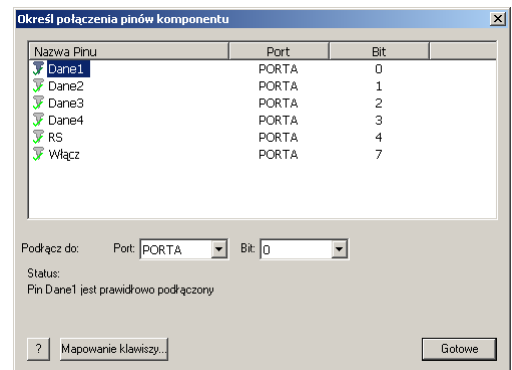 Określ połączenia pinów komponentu
Nazwa Pinu Port Bit
Dane1 PORTA 0
Dane2 PORTA 1
Dane3 PORTA 2
Dane4 PORTA 3
RS PORTA 4
Włącz PORTA 7
Podłącz do: Port: PORTA Bit: 0
Status:
Pin Dane1 jest prawidłowo podłączony
? Mapowanie klawiszy... Gotowe